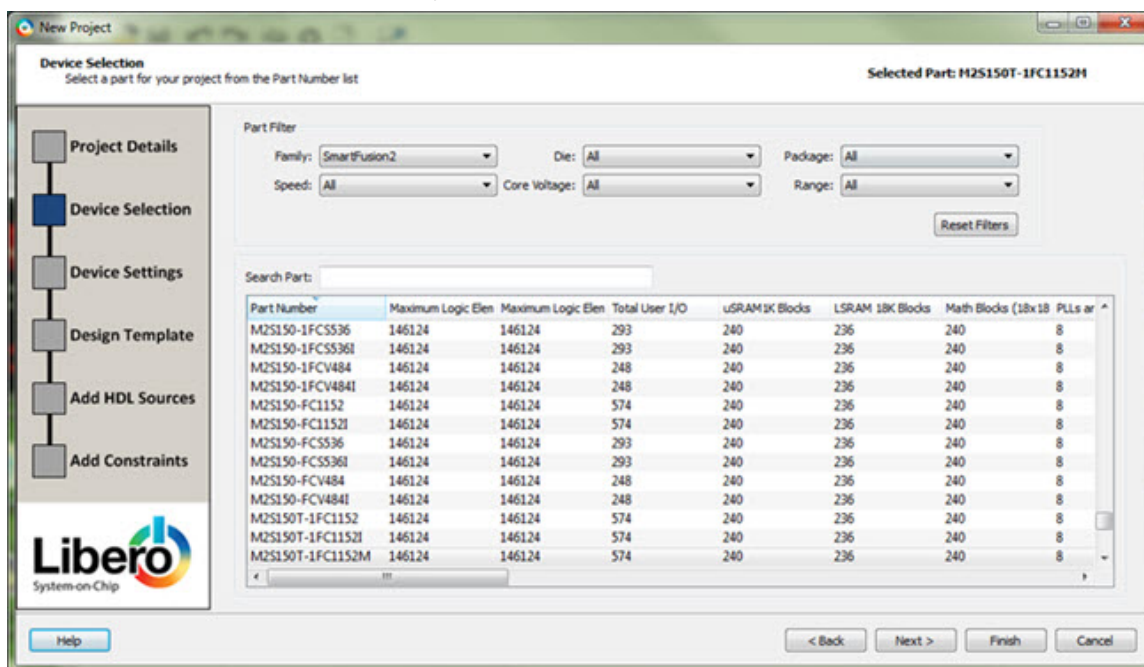 New Project
Device Selection
Select a part for your project from the Part Number list
Selected Part: M2S150T-1FC1152M
Project Details
Device Selection
Device Settings
Design Template
Add HDL Sources
Add Constraints
Libero
System-on-Chip
Part Filter
Family: SmartFusion2 Die: All Package: All
Speed: All Core Voltage: All Range: All
Reset Filters
Search Part:
Part Number Maximum Logic Elen Maximum Logic Elen Total User I/O uSRAM1K Blocks LSRAM 18K Blocks Math Blocks (18x18 PLLs ar
M2S150-1FCS536 146124 146124 293 240 236 240 8
M2S150-1FCS536I 146124 146124 293 240 236 240 8
M2S150-1FCV484 146124 146124 248 240 236 240 8
M2S150-1FCV484I 146124 146124 248 240 236 240 8
M2S150-FC1152 146124 146124 574 240 236 240 8
M2S150-FC1152I 146124 146124 574 240 236 240 8
M2S150-FCS536 146124 146124 293 240 236 240 8
M2S150-FCS536I 146124 146124 293 240 236 240 8
M2S150-FCV484 146124 146124 248 240 236 240 8
M2S150-FCV484I 146124 146124 248 240 236 240 8
M2S150T-1FC1152 146124 146124 574 240 236 240 8
M2S150T-1FC1152I 146124 146124 574 240 236 240 8
M2S150T-1FC1152M 146124 146124 574 240 236 240 8
Help < Back Next > Finish Cancel